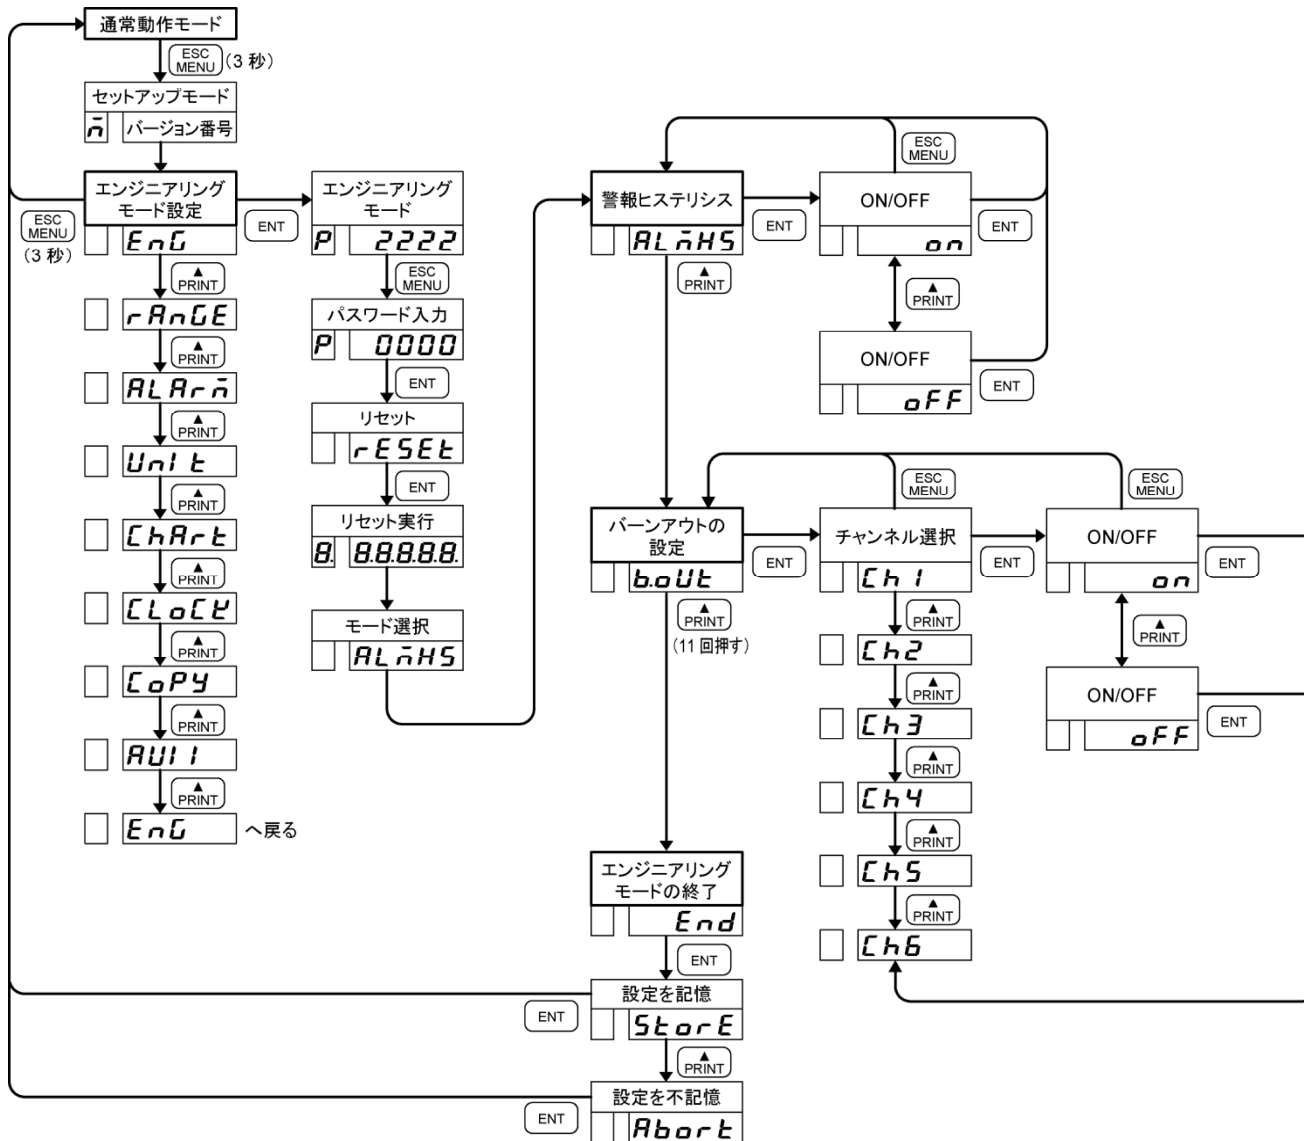 通常動作モード
ESC
MENU
(3 秒)
セットアップモード
ñ バージョン番号
エンジニアリング
モード設定
EnG
ESC
MENU
(3 秒)
ENT
▲
PRINT
rAnGE
▲
PRINT
ALArñ
▲
PRINT
UnIt
▲
PRINT
ChArt
▲
PRINT
CLoCK
▲
PRINT
CoPY
▲
PRINT
AUI1
▲
PRINT
EnG へ戻る
エンジニアリング
モード
P 2222
ESC
MENU
パスワード入力
P 0000
ENT
リセット
rESEt
ENT
リセット実行
8. 8.8.8.8.8.
モード選択
ALñHS
警報ヒステリシス
ALñHS
ENT
▲
PRINT
ESC
MENU
ON/OFF
on
ENT
▲
PRINT
ON/OFF
oFF
ENT
バーンアウトの
設定
b.oUt
ENT
▲
PRINT
(11 回押す)
ESC
MENU
チャンネル選択
Ch1
ENT
▲
PRINT
Ch2
▲
PRINT
Ch3
▲
PRINT
Ch4
▲
PRINT
Ch5
▲
PRINT
Ch6
ESC
MENU
ON/OFF
on
ENT
▲
PRINT
ON/OFF
oFF
ENT
エンジニアリング
モードの終了
End
ENT
設定を記憶
StorE
ENT
▲
PRINT
設定を不記憶
Abort
ENT